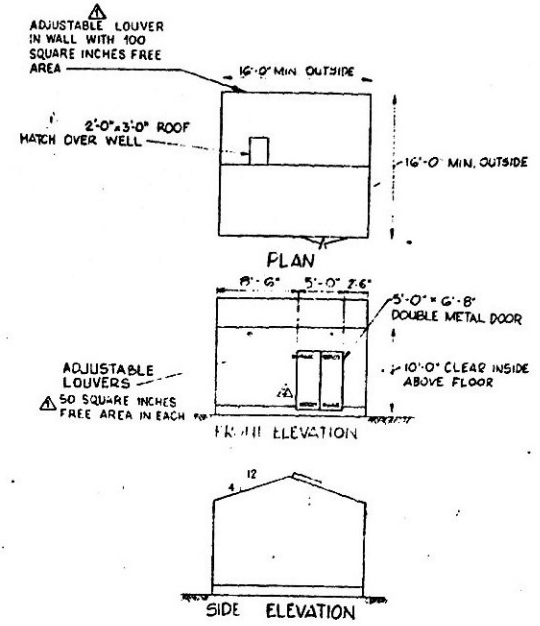 1
ADJUSTABLE LOUVER
IN WALL WITH 100
SQUARE INCHES FREE
AREA
16'-0" MIN. OUTSIDE
2'-0" x 3'-0" ROOF
HATCH OVER WELL
16'-0" MIN. OUTSIDE
PLAN
8'-6" 5'-0" 2'-6"
5'-0" x 6'-8"
DOUBLE METAL DOOR
ADJUSTABLE
LOUVERS
1 50 SQUARE INCHES
FREE AREA IN EACH
10'-0" CLEAR INSIDE
ABOVE FLOOR
FRONT ELEVATION
12
4
SIDE ELEVATION